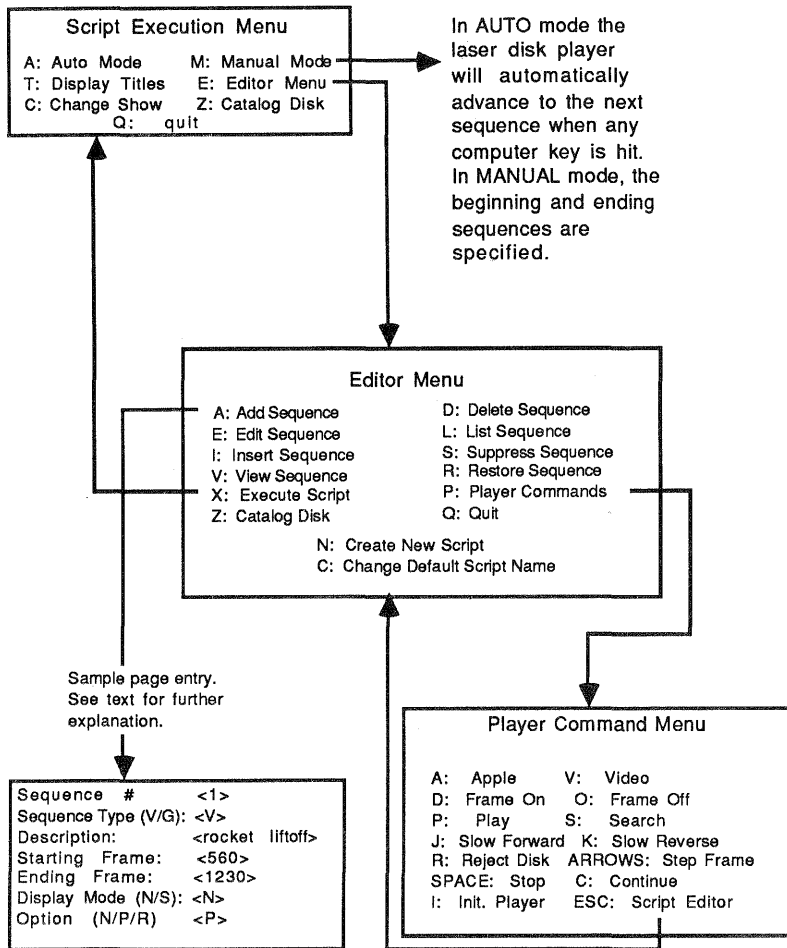 Script Execution Menu
A: Auto Mode M: Manual Mode
T: Display Titles E: Editor Menu
C: Change Show Z: Catalog Disk
Q: quit
In AUTO mode the
laser disk player
will automatically
advance to the next
sequence when any
computer key is hit.
In MANUAL mode, the
beginning and ending
sequences are
specified.
Editor Menu
A: Add Sequence D: Delete Sequence
E: Edit Sequence L: List Sequence
I: Insert Sequence S: Suppress Sequence
V: View Sequence R: Restore Sequence
X: Execute Script P: Player Commands
Z: Catalog Disk Q: Quit
N: Create New Script
C: Change Default Script Name
Sample page entry.
See text for further
explanation.
Sequence # <1>
Sequence Type (V/G): <V>
Description: <rocket liftoff>
Starting Frame: <560>
Ending Frame: <1230>
Display Mode (N/S): <N>
Option (N/P/R) <P>
Player Command Menu
A: Apple V: Video
D: Frame On O: Frame Off
P: Play S: Search
J: Slow Forward K: Slow Reverse
R: Reject Disk ARROWS: Step Frame
SPACE: Stop C: Continue
I: Init. Player ESC: Script Editor